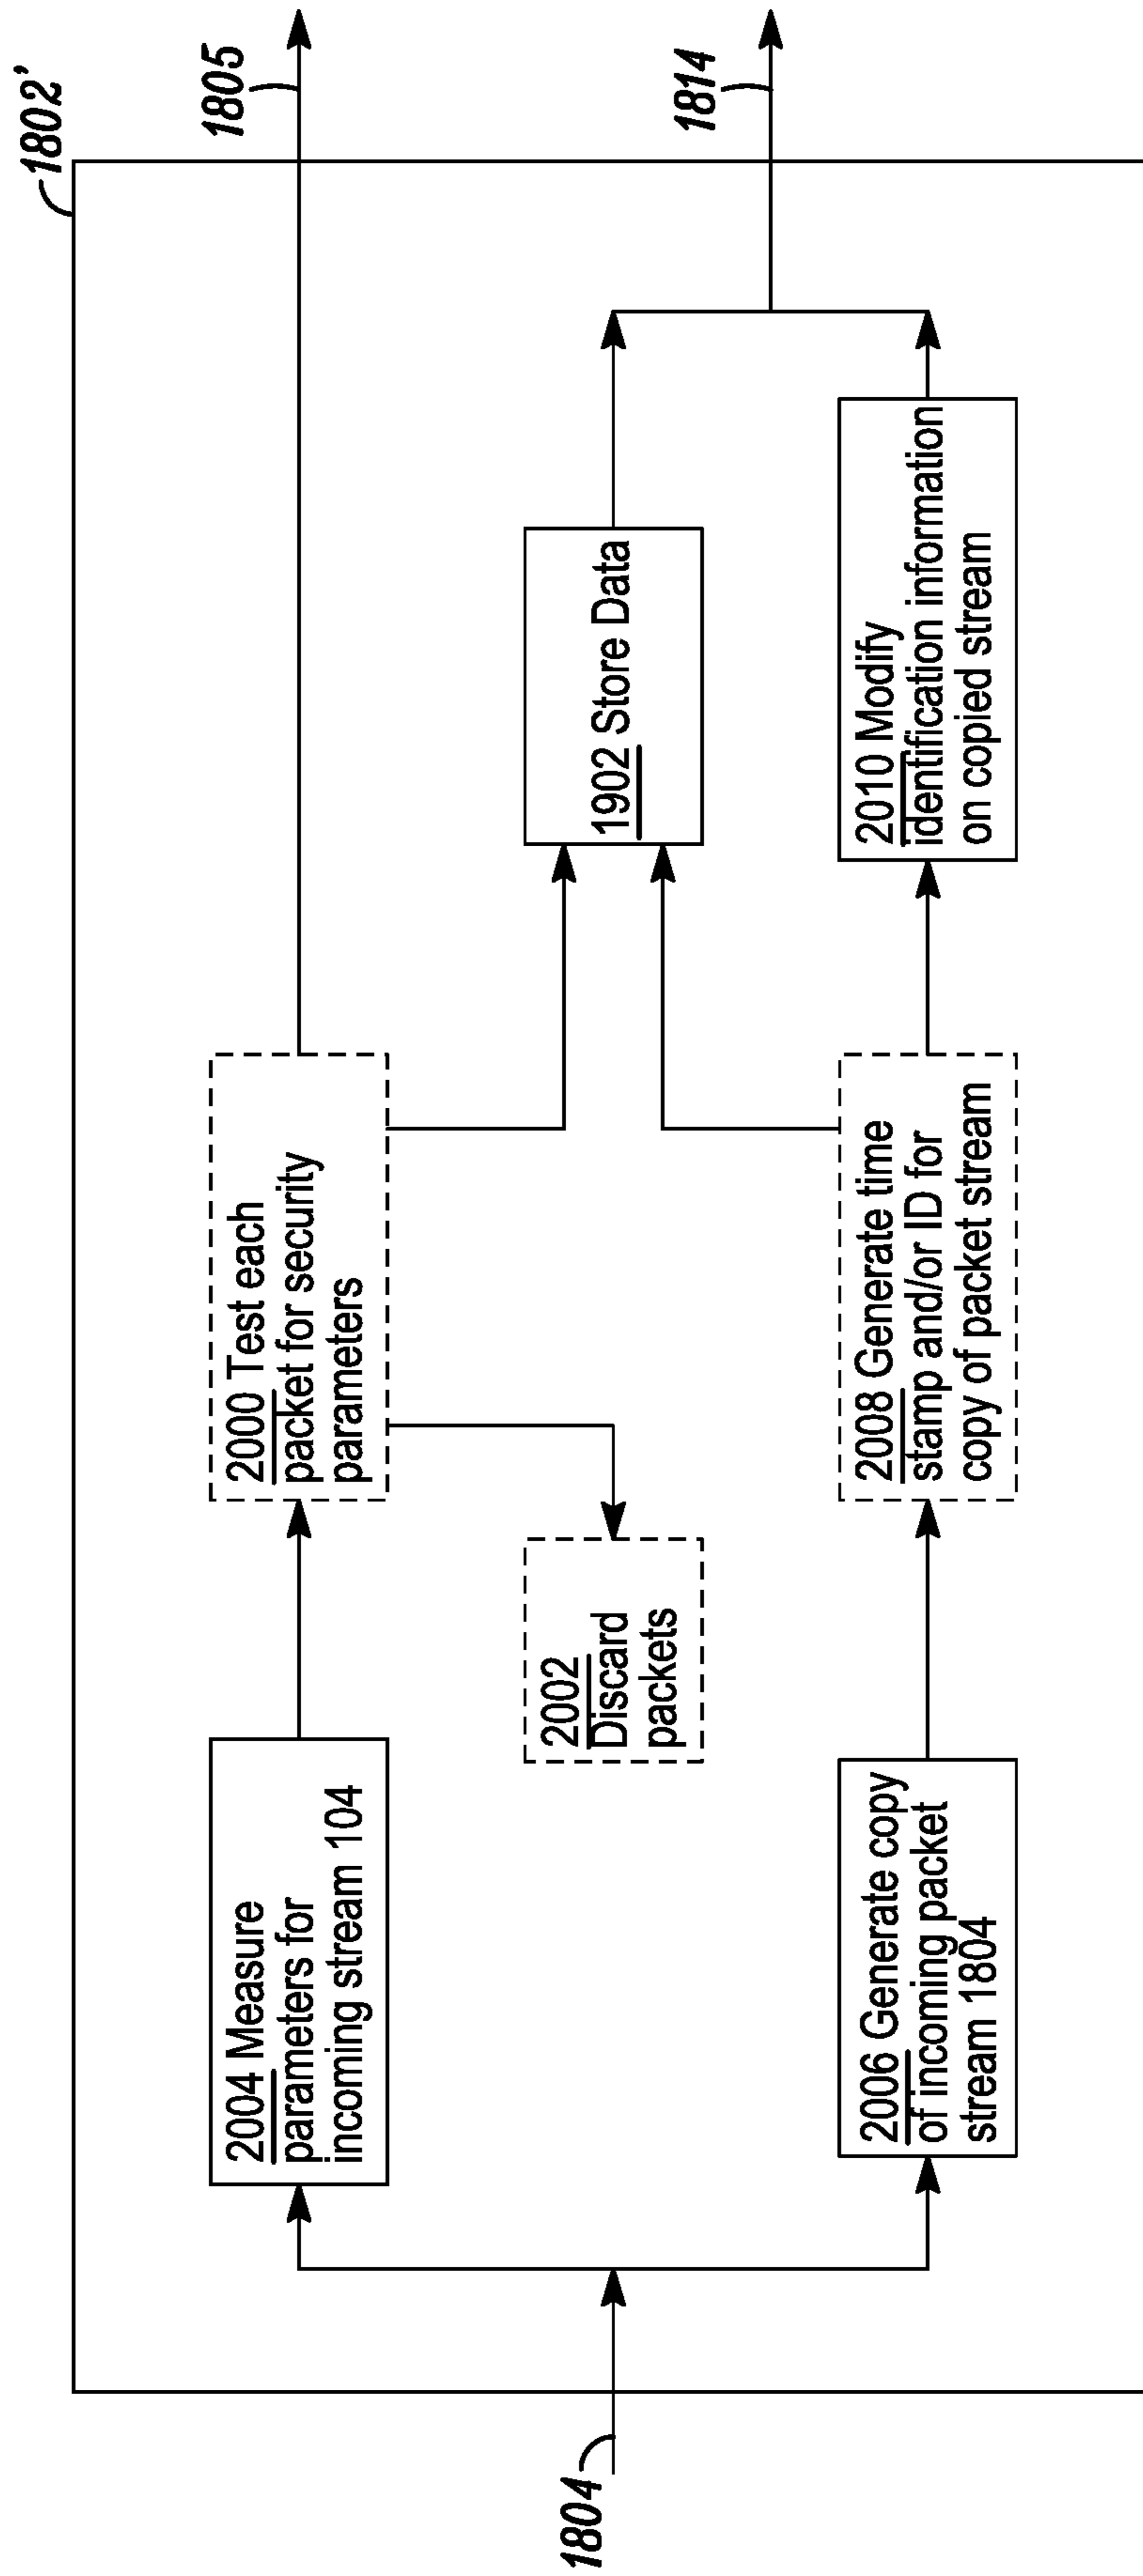 1802'
1805
1814
1804
2004 Measure
parameters for
incoming stream 104
2000 Test each
packet for security
parameters
2002
Discard
packets
1902 Store Data
2006 Generate copy
of incoming packet
stream 1804
2008 Generate time
stamp and/or ID for
copy of packet stream
2010 Modify
identification information
on copied stream